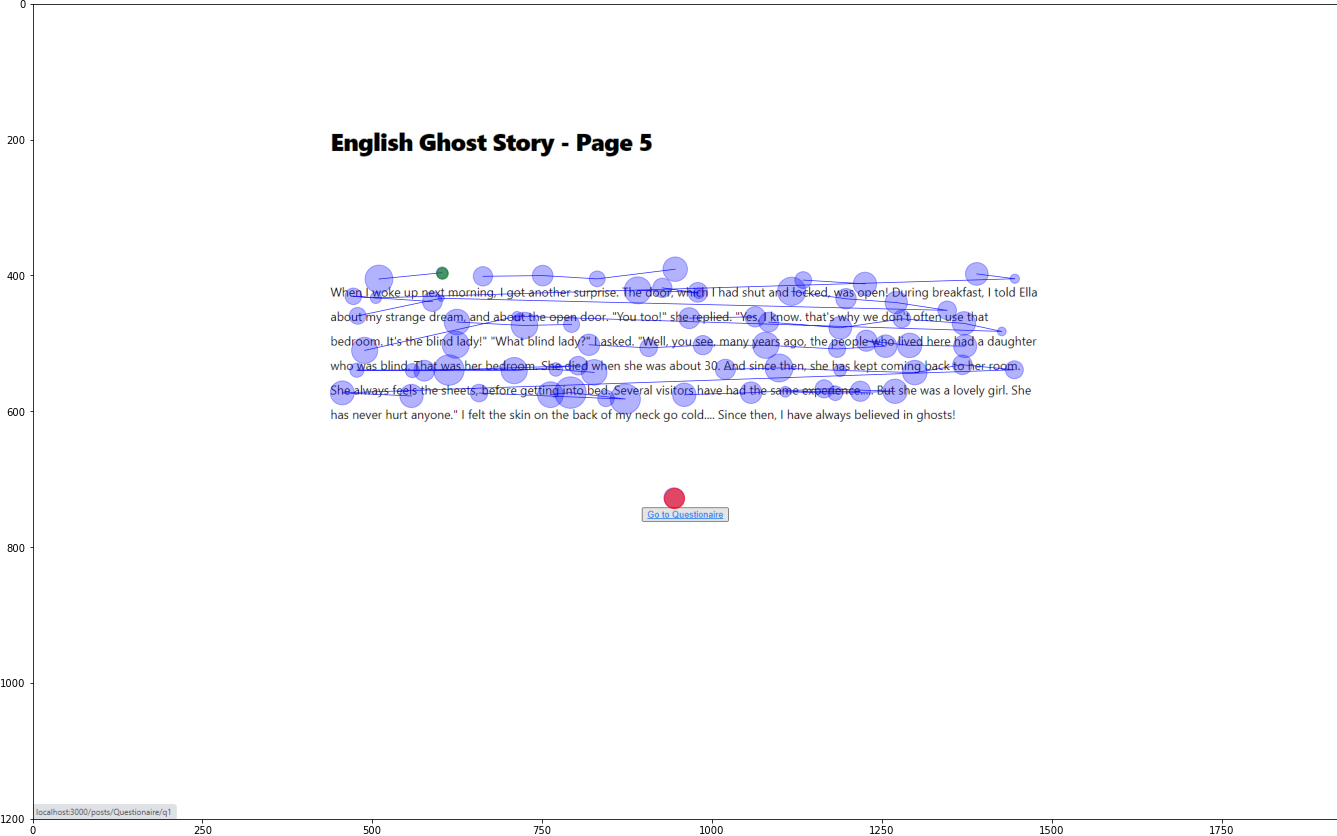 0
200
400
600
800
1000
1200
English Ghost Story - Page 5
When I woke up next morning, I got another surprise. The door, which I had shut and locked, was open! During breakfast, I told Ella
about my strange dream, and about the open door. "You too!" she replied. "Yes, I know. that's why we don't often use that
bedroom. It's the blind lady!" "What blind lady?" I asked. "Well, you see, many years ago, the people who lived here had a daughter
who was blind. That was her bedroom. She died when she was about 30. And since then, she has kept coming back to her room.
She always feels the sheets, before getting into bed. Several visitors have had the same experience... But she was a lovely girl. She
has never hurt anyone." I felt the skin on the back of my neck go cold.... Since then, I have always believed in ghosts!
Go to Questionaire
localhost:3000/posts/Questionaire/q1
0 250 500 750 1000 1250 1500 1750